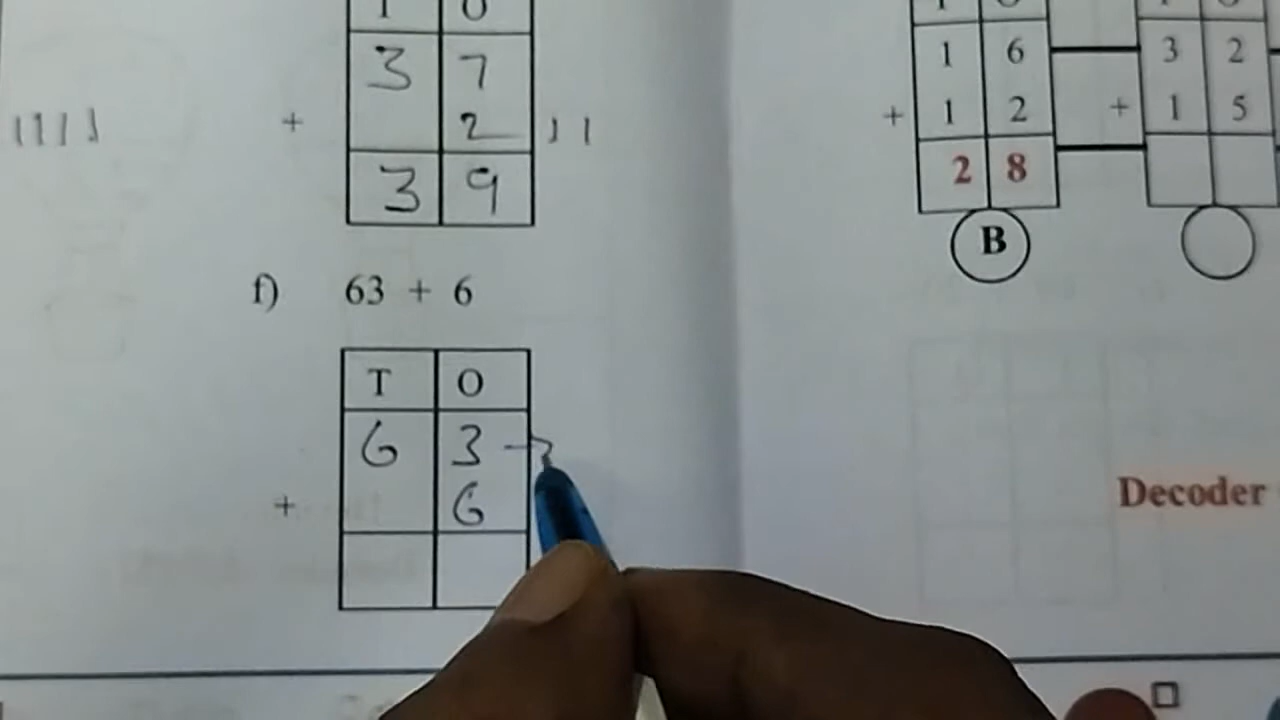 T O
3 7
+ 2
3 9
f) 63 + 6
T O
6 3
+ 6
1 6
+ 1 2
2 8
B
3 2
+ 1 5
Decoder